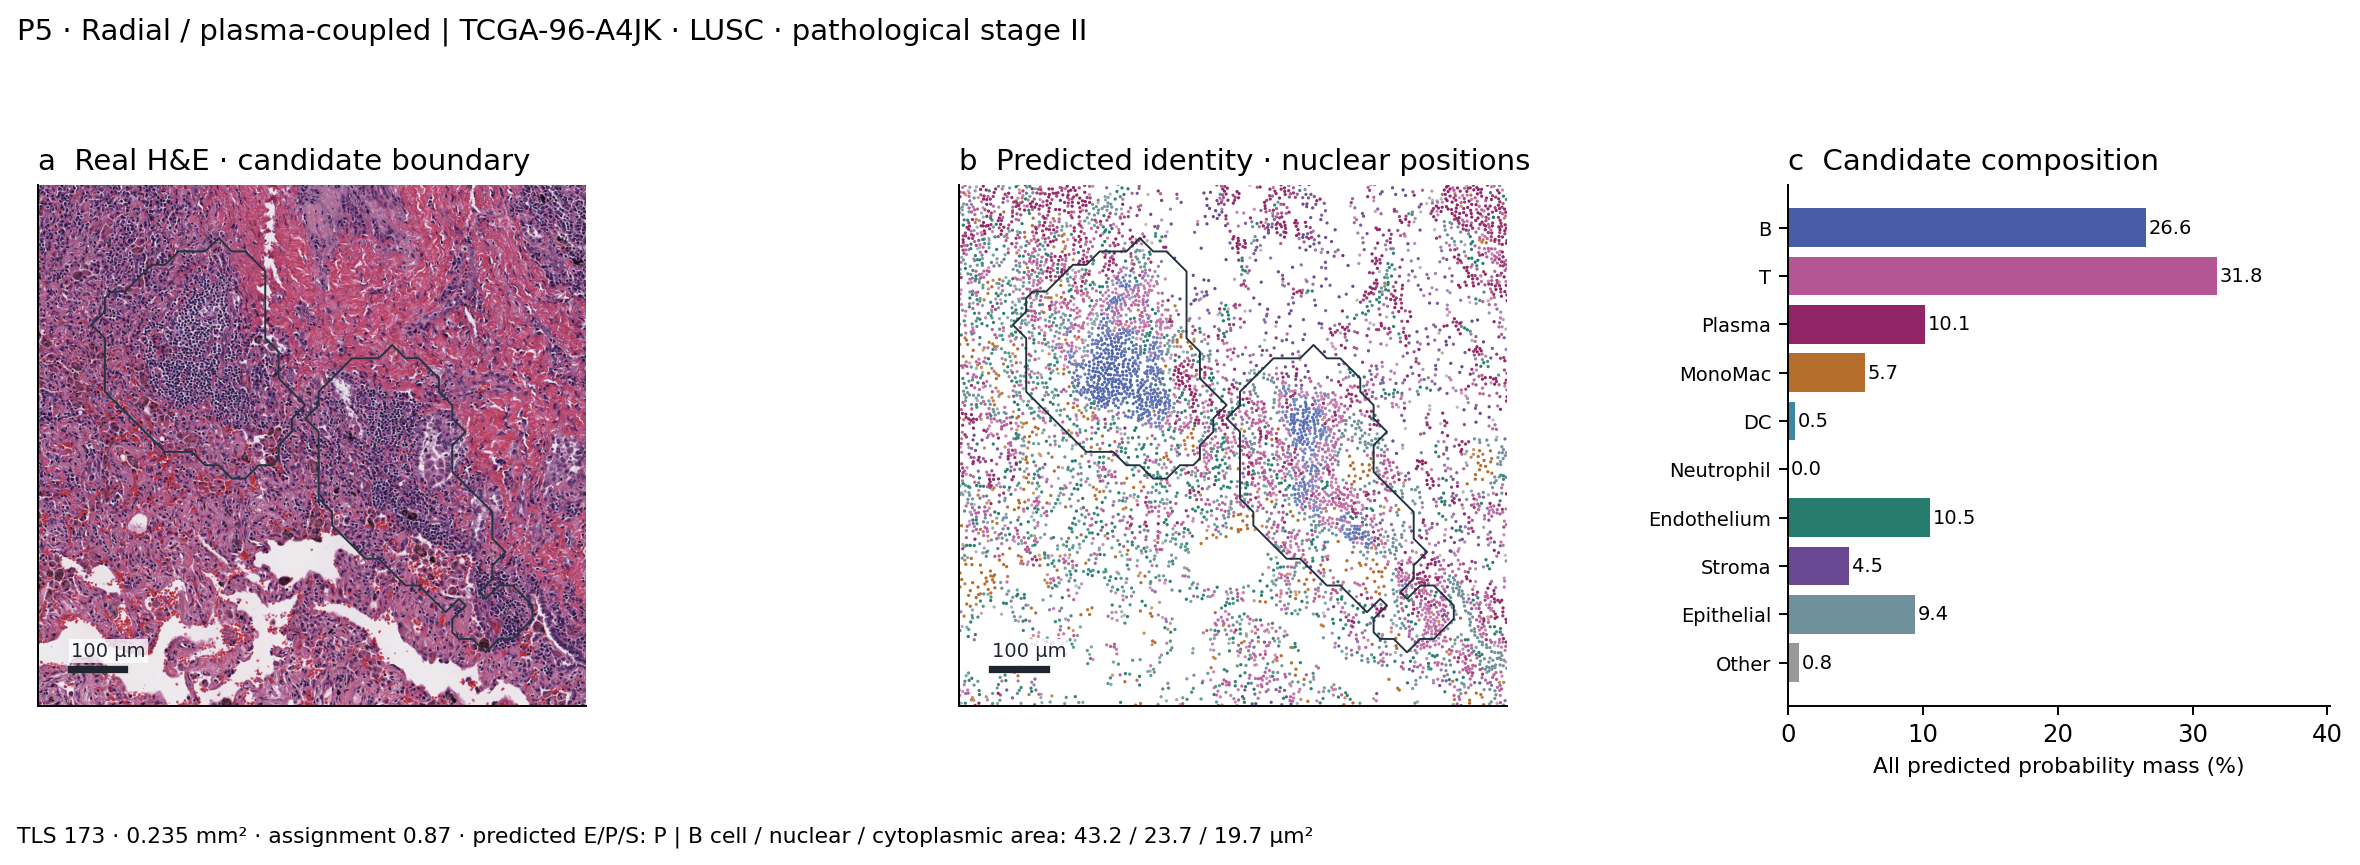 P5 · Radial / plasma-coupled | TCGA-96-A4JK · LUSC · pathological stage II
a Real H&E · candidate boundary
100 µm
b Predicted identity · nuclear positions
100 µm
c Candidate composition
B 26.6
T 31.8
Plasma 10.1
MonoMac 5.7
DC 0.5
Neutrophil 0.0
Endothelium 10.5
Stroma 4.5
Epithelial 9.4
Other 0.8
0 10 20 30 40
All predicted probability mass (%)
TLS 173 · 0.235 mm² · assignment 0.87 · predicted E/P/S: P | B cell / nuclear / cytoplasmic area: 43.2 / 23.7 / 19.7 µm²